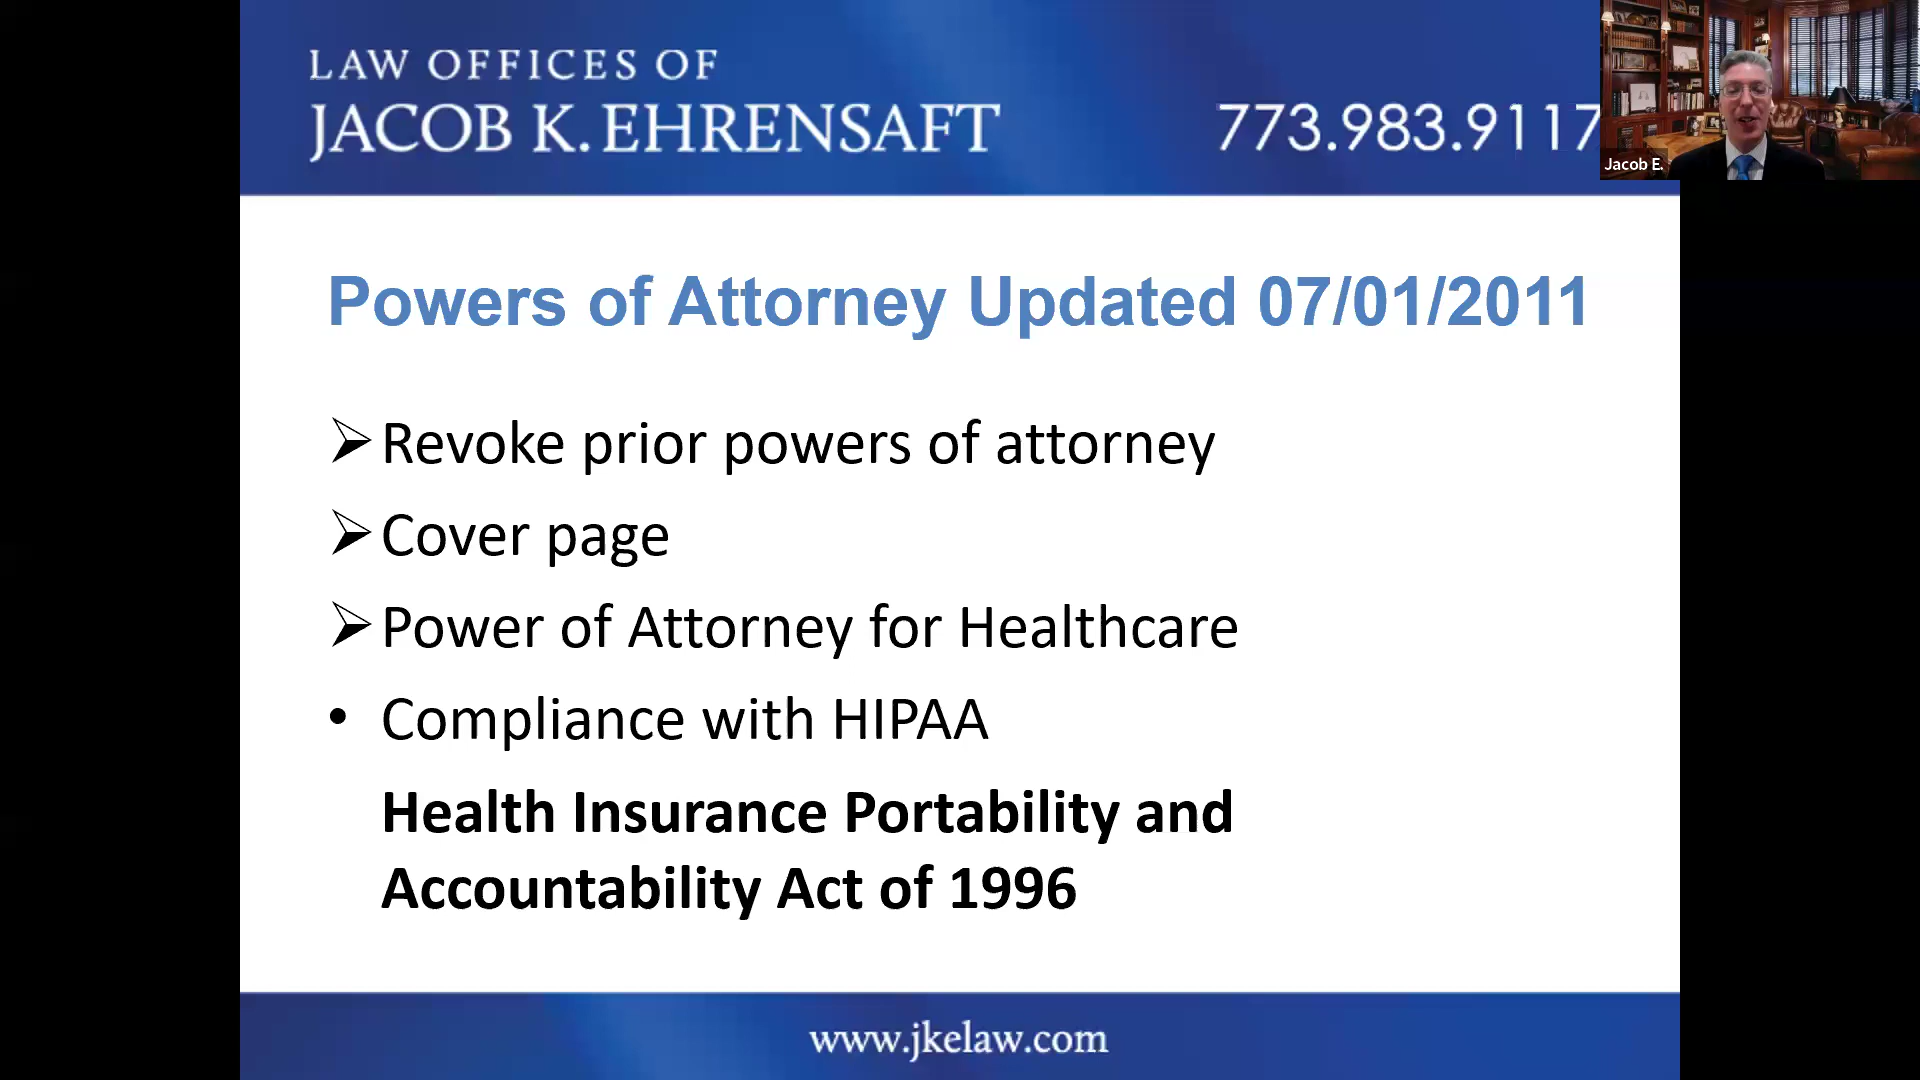 LAW OFFICES OF
JACOB K. EHRENSAFT
773.983.9117
Jacob E.
Powers of Attorney Updated 07/01/2011
➢Revoke prior powers of attorney
➢Cover page
➢Power of Attorney for Healthcare
• Compliance with HIPAA
Health Insurance Portability and
Accountability Act of 1996
www.jkelaw.com